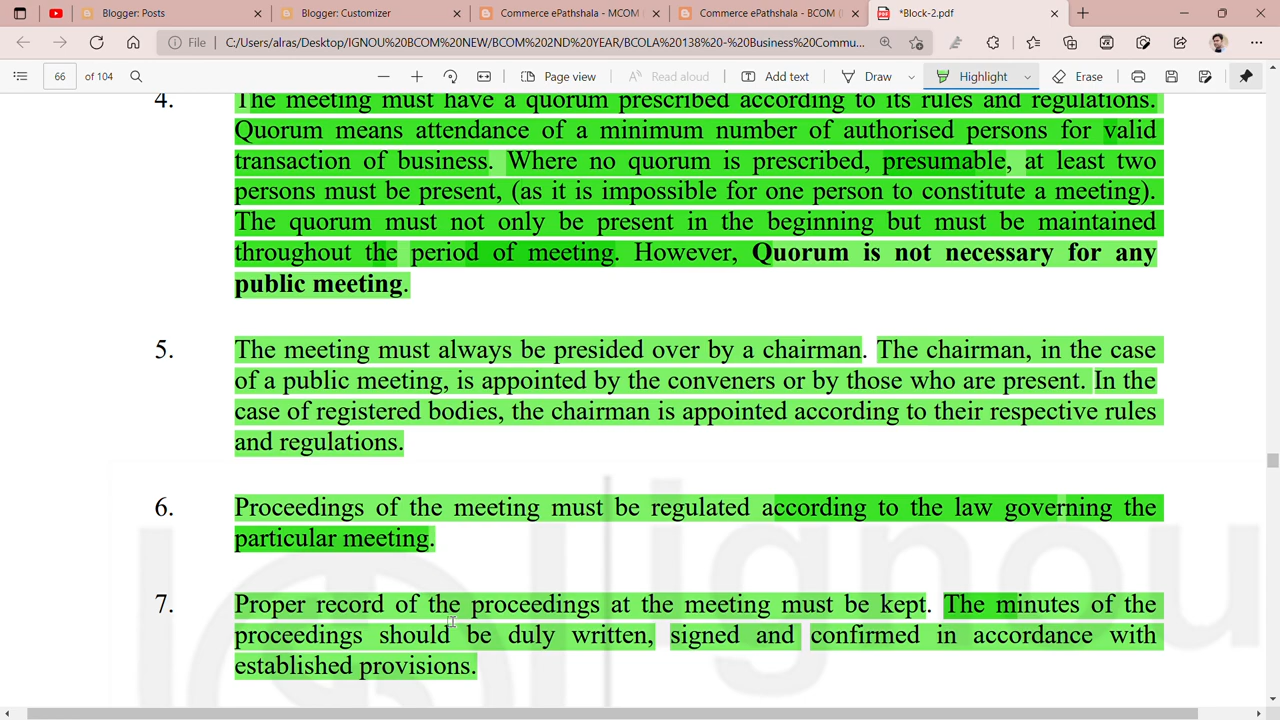 Blogger: Posts
Blogger: Customizer
Commerce ePathshala - MCOM
Commerce ePathshala - BCOM (
*Block-2.pdf
File
C:/Users/alras/Desktop/IGNOU%20BCOM%20NEW/BCOM%202ND%20YEAR/BCOLA%20138%20-%20Business%20Commu...
66 of 104
Page view
Read aloud
Add text
Draw
Highlight
Erase
4. The meeting must have a quorum prescribed according to its rules and regulations.
Quorum means attendance of a minimum number of authorised persons for valid
transaction of business. Where no quorum is prescribed, presumable, at least two
persons must be present, (as it is impossible for one person to constitute a meeting).
The quorum must not only be present in the beginning but must be maintained
throughout the period of meeting. However, Quorum is not necessary for any
public meeting.
5. The meeting must always be presided over by a chairman. The chairman, in the case
of a public meeting, is appointed by the conveners or by those who are present. In the
case of registered bodies, the chairman is appointed according to their respective rules
and regulations.
6. Proceedings of the meeting must be regulated according to the law governing the
particular meeting.
7. Proper record of the proceedings at the meeting must be kept. The minutes of the
proceedings should be duly written, signed and confirmed in accordance with
established provisions.
ignou